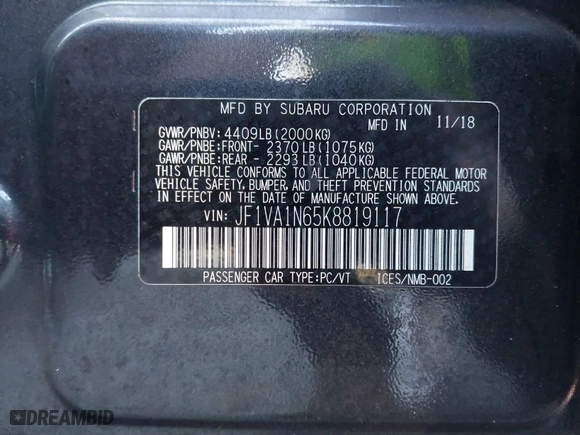 MFD BY SUBARU CORPORATION
MFD IN 11/18
GVWR/PNBV: 4409LB(2000KG)
GAWR/PNBE:FRONT- 2370LB(1075KG)
GAWR/PNBE:REAR - 2293LB(1040KG)
THIS VEHICLE CONFORMS TO ALL APPLICABLE FEDERAL MOTOR
VEHICLE SAFETY, BUMPER, AND THEFT PREVENTION STANDARDS
IN EFFECT ON THE DATE OF MANUFACTURE SHOWN ABOVE.
VIN: JF1VA1N65K8819117
PASSENGER CAR TYPE:PC/VT ICES/NMB-002
DREAMBID